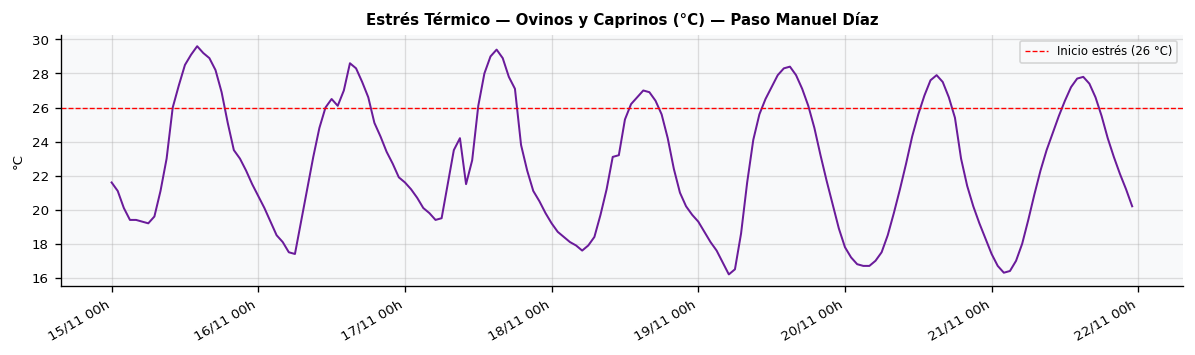 Estrés Térmico — Ovinos y Caprinos (°C) — Paso Manuel Díaz
Inicio estrés (26 °C)
°C
30
28
26
24
22
20
18
16
15/11 00h
16/11 00h
17/11 00h
18/11 00h
19/11 00h
20/11 00h
21/11 00h
22/11 00h